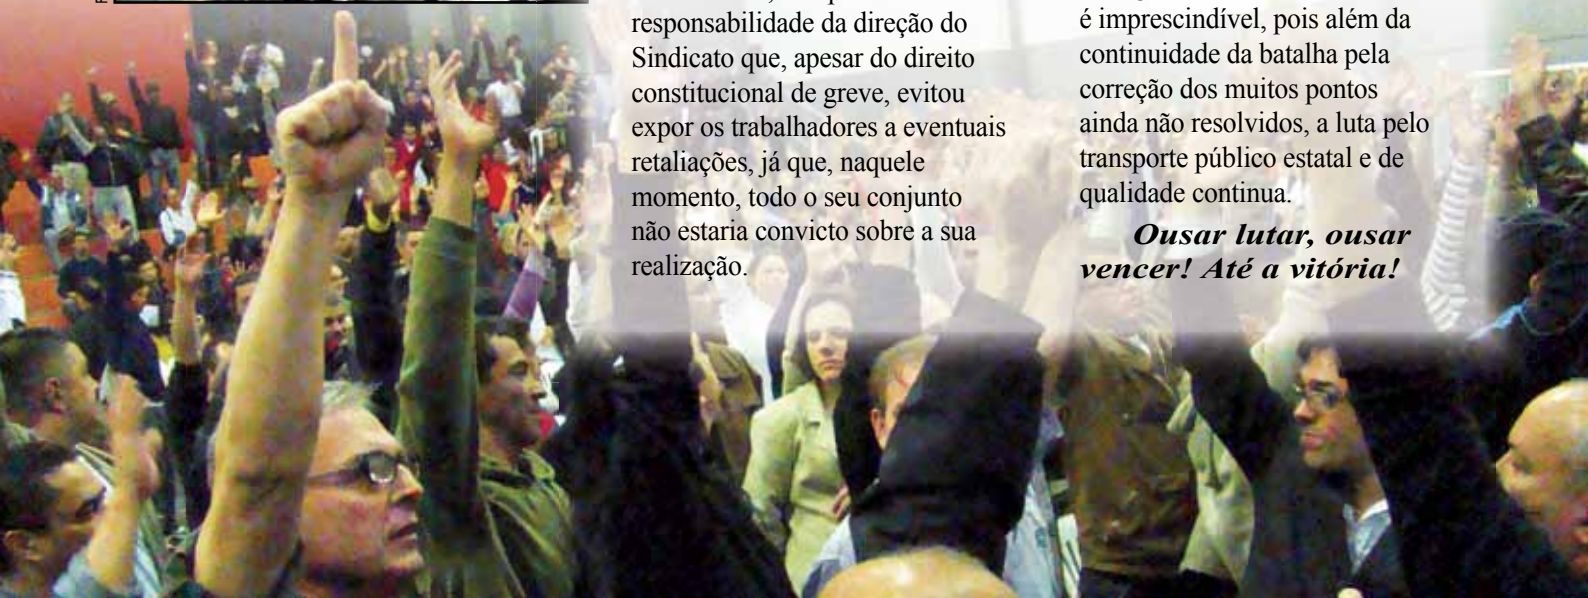 responsabilidade da direção do
Sindicato que, apesar do direito
constitucional de greve, evitou
expor os trabalhadores a eventuais
retaliações, já que, naquele
momento, todo o seu conjunto
não estaria convicto sobre a sua
realização.
é imprescindível, pois além da
continuidade da batalha pela
correção dos muitos pontos
ainda não resolvidos, a luta pelo
transporte público estatal e de
qualidade continua.
Ousar lutar, ousar
vencer! Até a vitória!